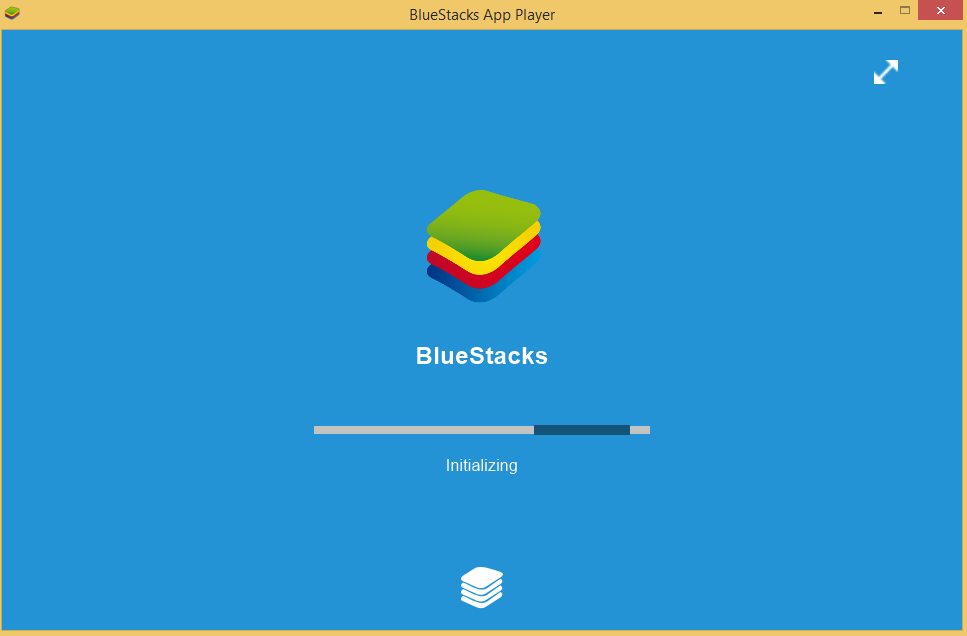 BlueStacks App Player
BlueStacks
Initializing